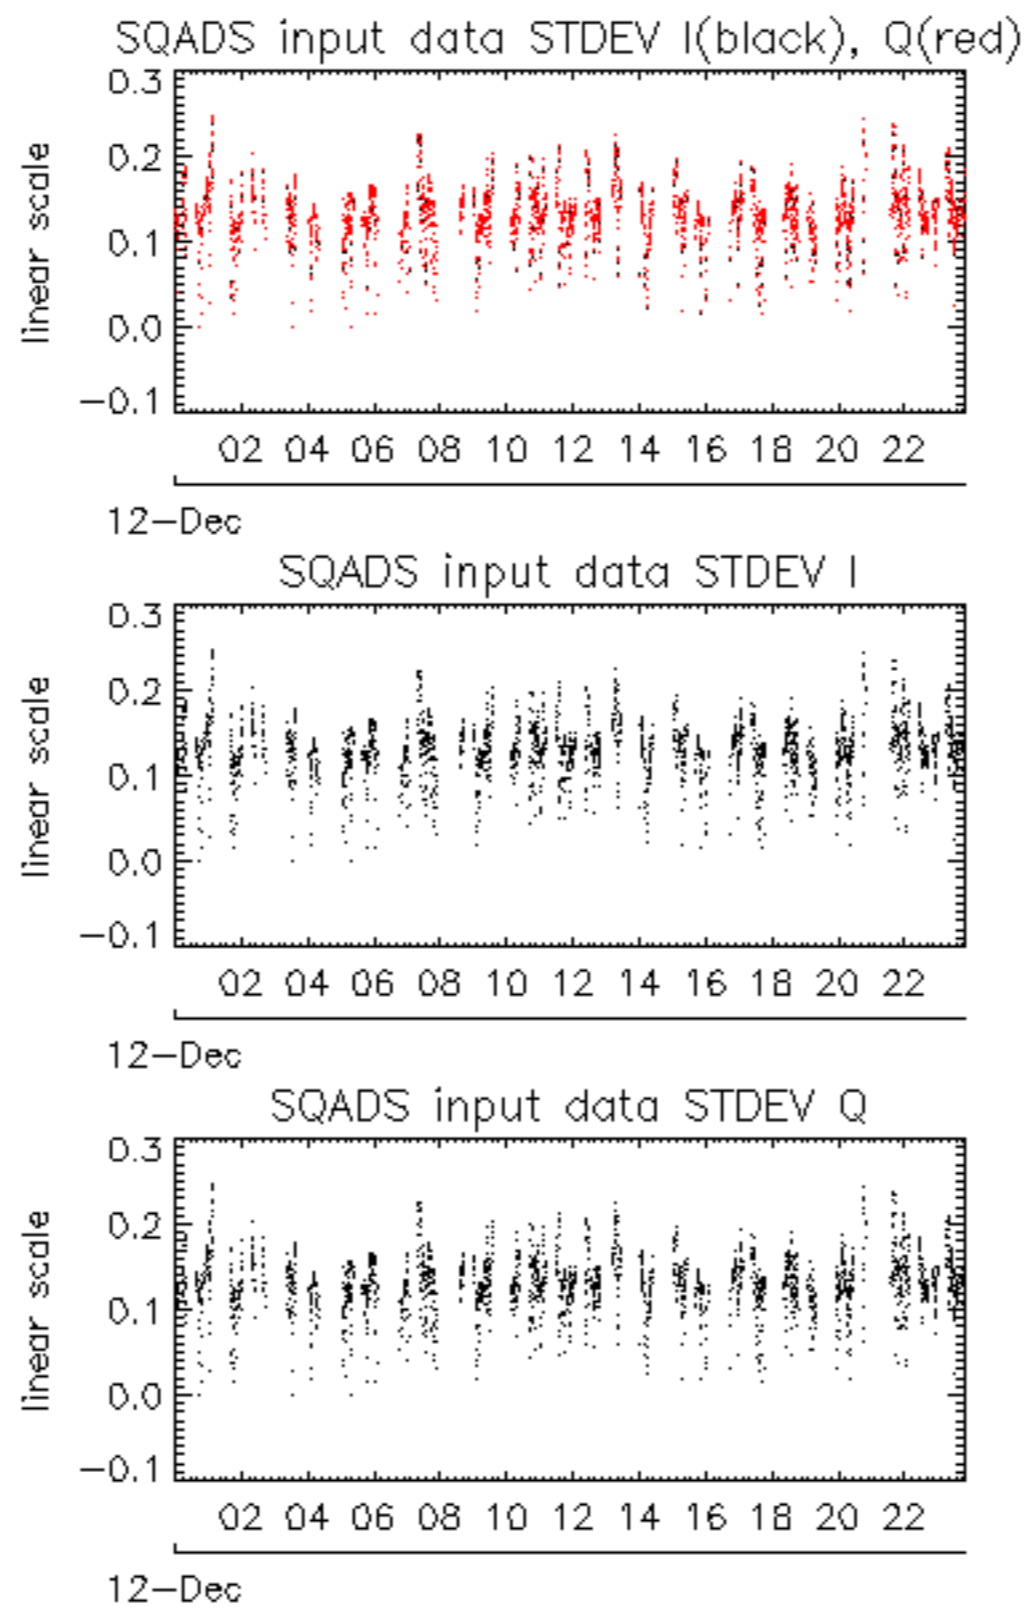 SQADS input data STDEV I(black), Q(red)
linear scale
0.3
0.2
0.1
0.0
−0.1
02 04 06 08 10 12 14 16 18 20 22
12−Dec
SQADS input data STDEV I
linear scale
0.3
0.2
0.1
0.0
−0.1
02 04 06 08 10 12 14 16 18 20 22
12−Dec
SQADS input data STDEV Q
linear scale
0.3
0.2
0.1
0.0
−0.1
02 04 06 08 10 12 14 16 18 20 22
12−Dec